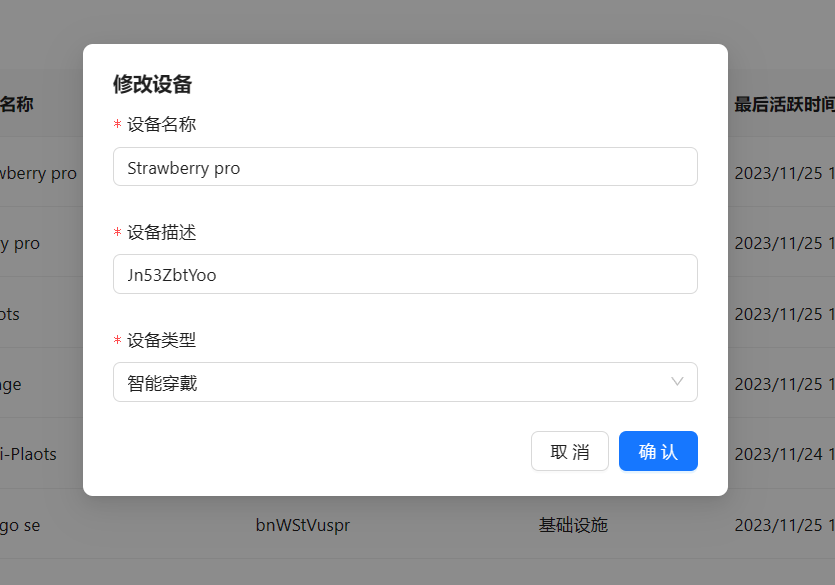 修改设备
名称
最后活跃时间
* 设备名称
Strawberry pro
wberry pro
2023/11/25 1
* 设备描述
y pro
2023/11/25 1
Jn53ZbtYoo
ots
2023/11/25 1
* 设备类型
智能穿戴
nge
2023/11/25 1
取 消
确 认
i-Plaots
2023/11/24 1
go se
bnWStVuspr
基础设施
2023/11/25 1